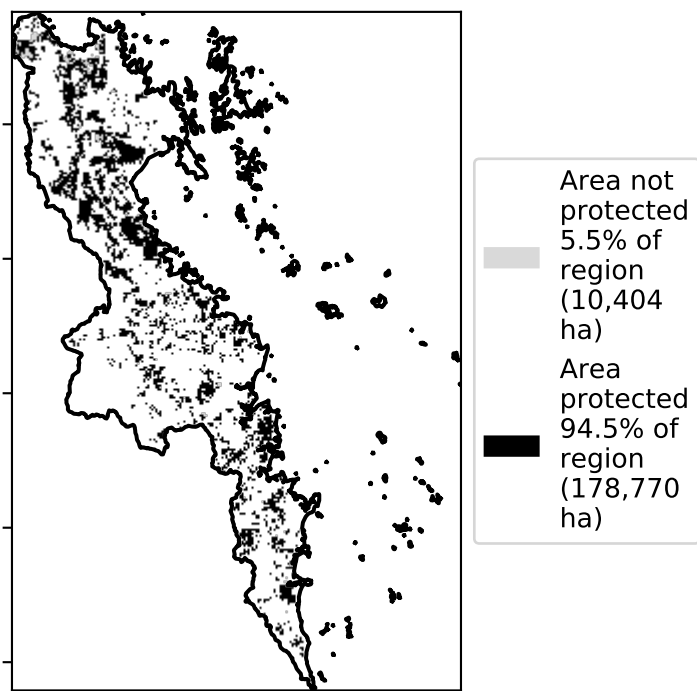 Area not
protected
5.5% of
region
(10,404
ha)
Area
protected
94.5% of
region
(178,770
ha)